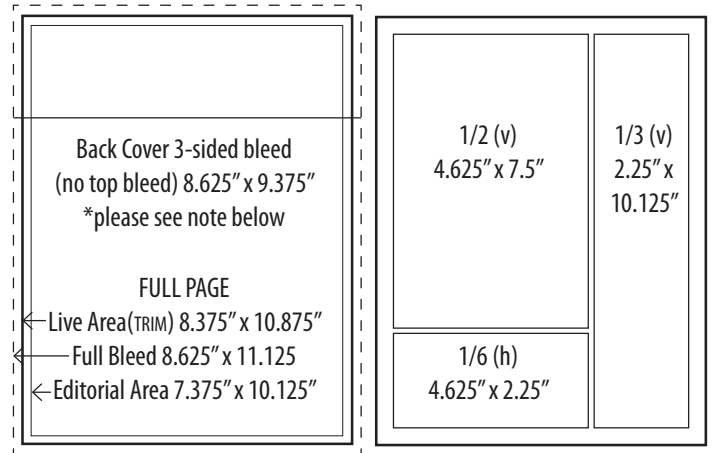 Back Cover 3-sided bleed
(no top bleed) 8.625” x 9.375”
*please see note below
FULL PAGE
Live Area(TRIM) 8.375” x 10.875”
Full Bleed 8.625” x 11.125
Editorial Area 7.375” x 10.125”
1/2 (v)
4.625” x 7.5”
1/3 (v)
2.25” x
10.125”
1/6 (h)
4.625” x 2.25”